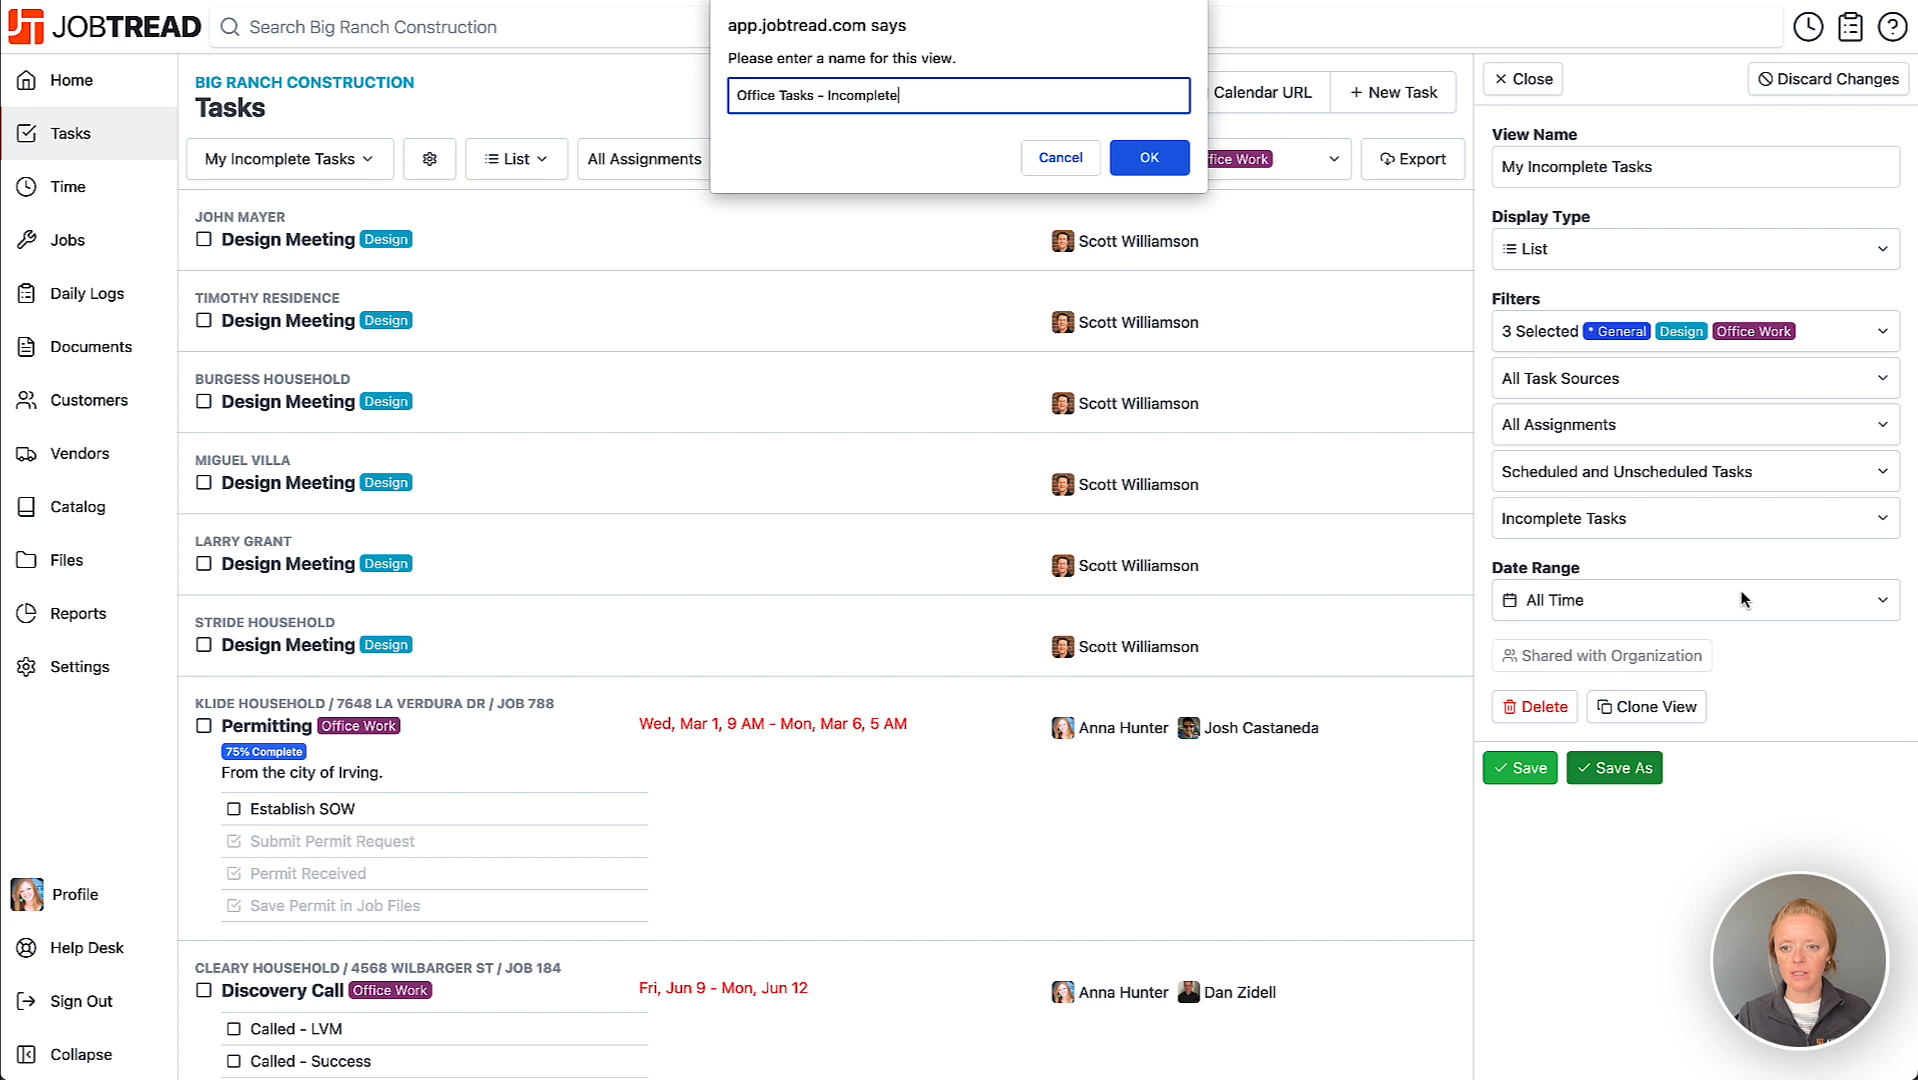 JOBTREAD
Search Big Ranch Construction
app.jobtread.com says
Please enter a name for this view.
Office Tasks - Incomplete
Cancel
OK
Home
Tasks
Time
Jobs
Daily Logs
Documents
Customers
Vendors
Catalog
Files
Reports
Settings
Profile
Help Desk
Sign Out
Collapse
BIG RANCH CONSTRUCTION
Tasks
Calendar URL
+ New Task
My Incomplete Tasks
List
All Assignments
fice Work
Export
JOHN MAYER
Design Meeting Design
Scott Williamson
TIMOTHY RESIDENCE
Design Meeting Design
Scott Williamson
BURGESS HOUSEHOLD
Design Meeting Design
Scott Williamson
MIGUEL VILLA
Design Meeting Design
Scott Williamson
LARRY GRANT
Design Meeting Design
Scott Williamson
STRIDE HOUSEHOLD
Design Meeting Design
Scott Williamson
KLIDE HOUSEHOLD / 7648 LA VERDURA DR / JOB 788
Permitting Office Work
Wed, Mar 1, 9 AM - Mon, Mar 6, 5 AM
Anna Hunter Josh Castaneda
75% Complete
From the city of Irving.
Establish SOW
Submit Permit Request
Permit Received
Save Permit in Job Files
CLEARY HOUSEHOLD / 4568 WILBARGER ST / JOB 184
Discovery Call Office Work
Fri, Jun 9 - Mon, Jun 12
Anna Hunter Dan Zidell
Called - LVM
Called - Success
Close
Discard Changes
View Name
My Incomplete Tasks
Display Type
List
Filters
3 Selected * General Design Office Work
All Task Sources
All Assignments
Scheduled and Unscheduled Tasks
Incomplete Tasks
Date Range
All Time
Shared with Organization
Delete
Clone View
Save
Save As